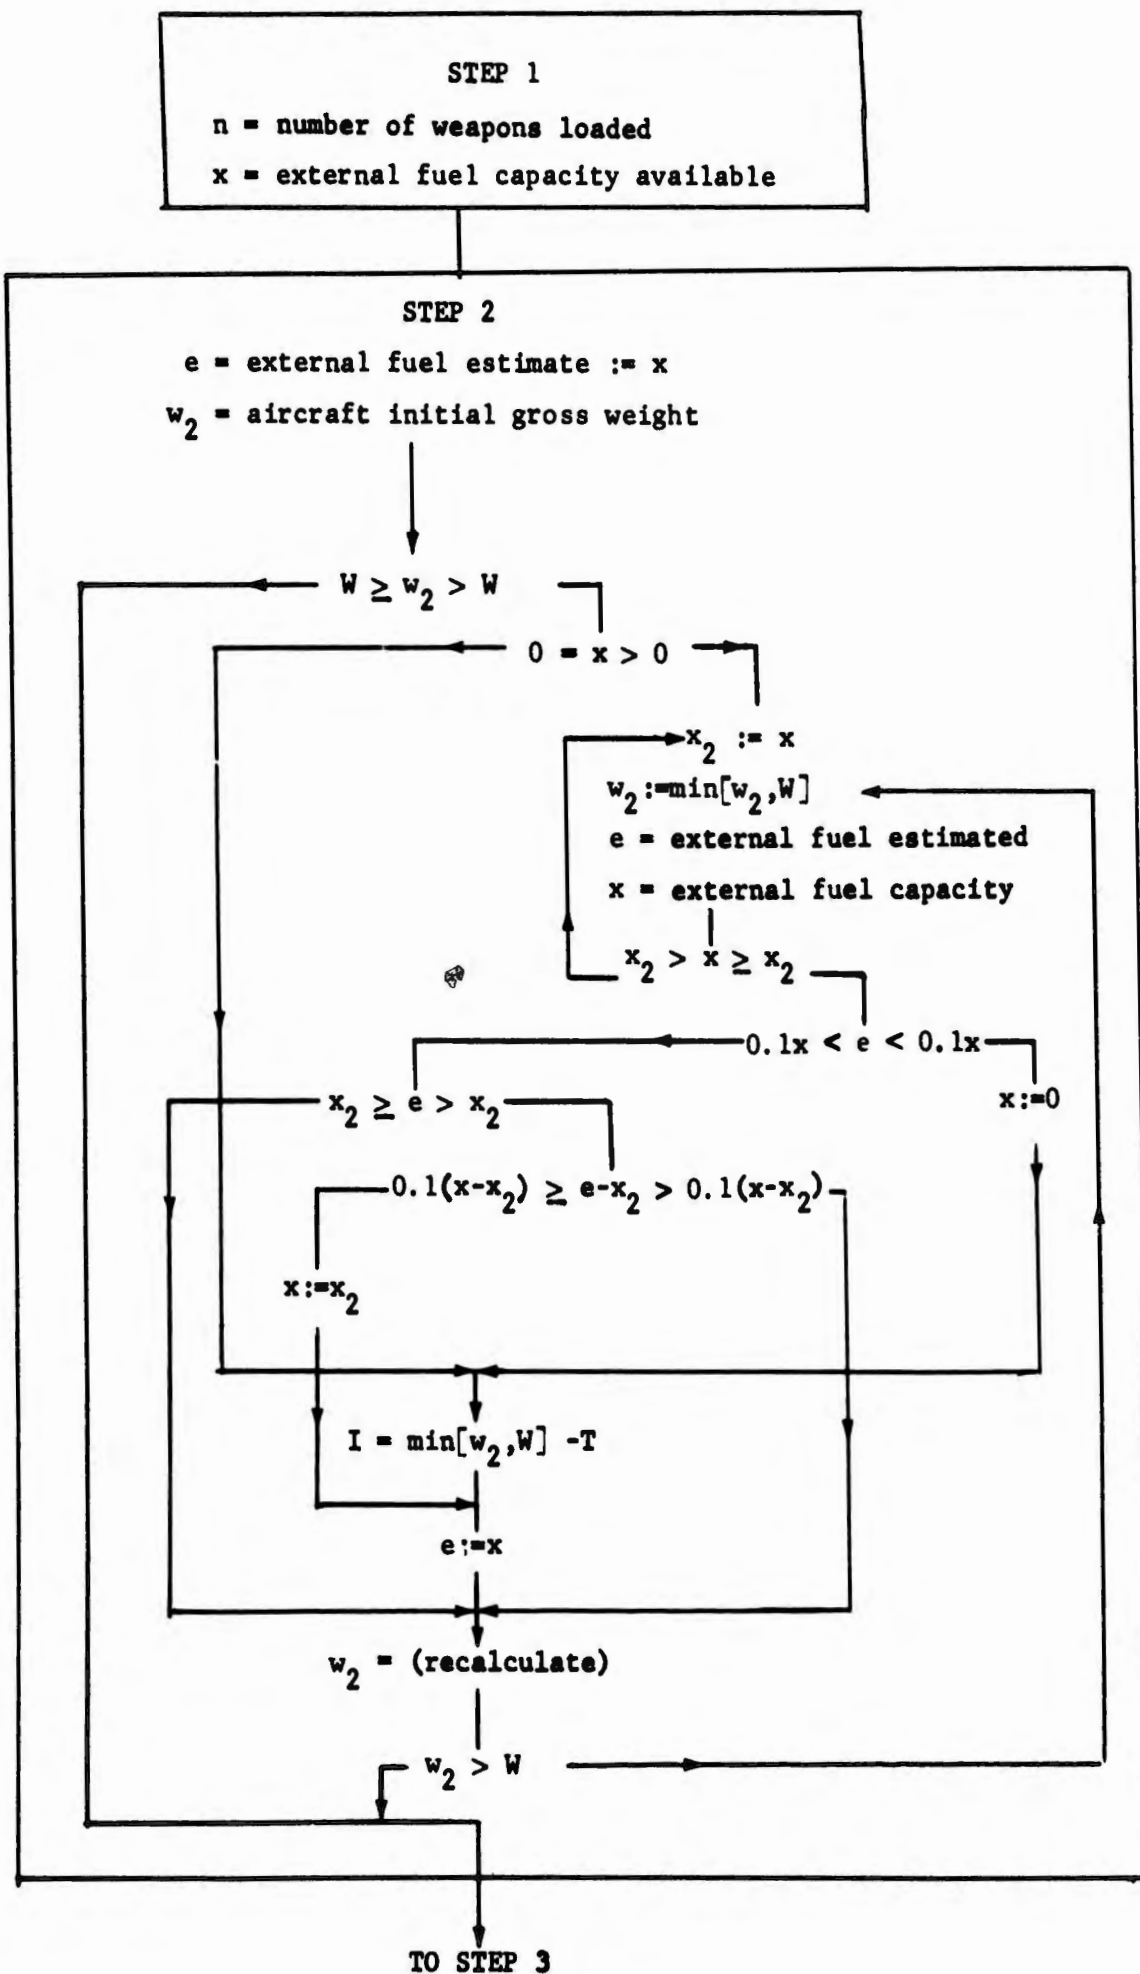 STEP 1
n = number of weapons loaded
x = external fuel capacity available
STEP 2
e = external fuel estimate := x
w₂ = aircraft initial gross weight
W ≥ w₂ > W
0 = x > 0
x₂ := x
w₂:=min[w₂,W]
e = external fuel estimated
x = external fuel capacity
x₂ > x ≥ x₂
0.1x < e < 0.1x
x₂ ≥ e > x₂
x:=0
0.1(x-x₂) ≥ e-x₂ > 0.1(x-x₂)
x:=x₂
I = min[w₂,W] -T
e:=x
w₂ = (recalculate)
w₂ > W
TO STEP 3